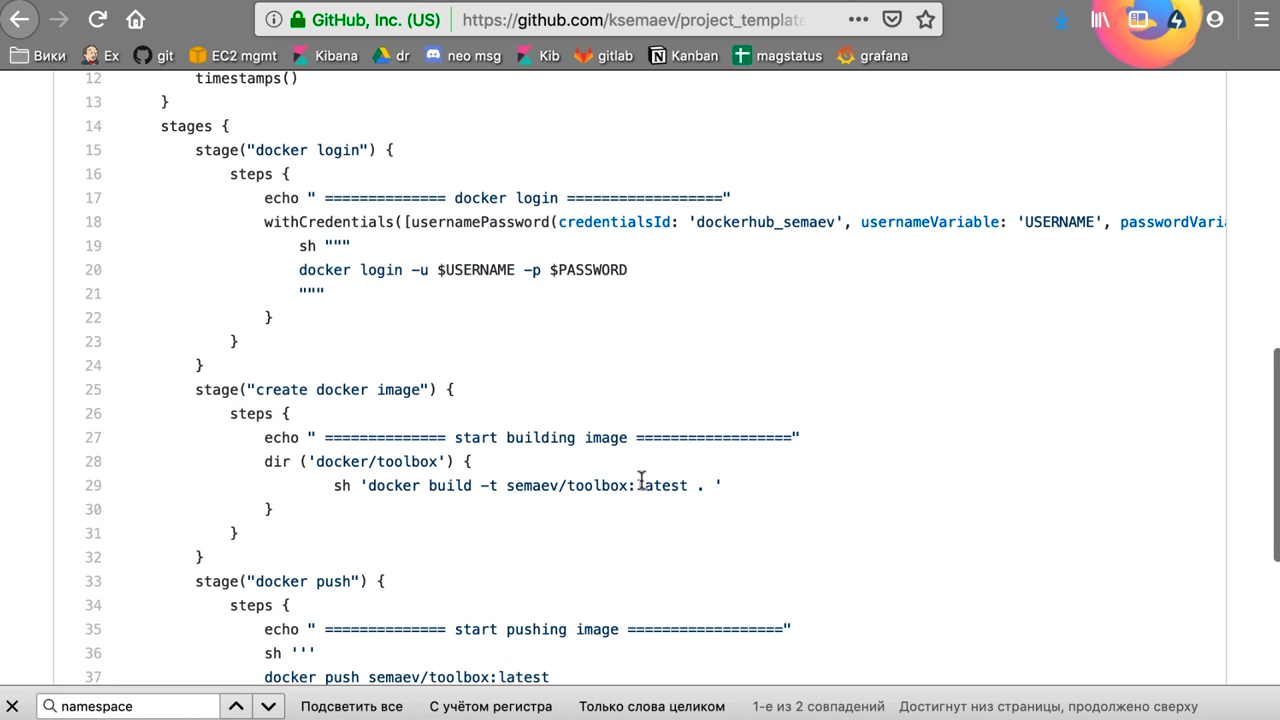 GitHub, Inc. (US) https://github.com/ksemaev/project_template
Вики Ex git EC2 mgmt Kibana dr neo msg Kib gitlab Kanban magstatus grafana
12 timestamps()
13 }
14 stages {
15 stage("docker login") {
16 steps {
17 echo " ============== docker login =================="
18 withCredentials([usernamePassword(credentialsId: 'dockerhub_semaev', usernameVariable: 'USERNAME', passwordVaria
19 sh """
20 docker login -u $USERNAME -p $PASSWORD
21 """
22 }
23 }
24 }
25 stage("create docker image") {
26 steps {
27 echo " ============== start building image =================="
28 dir ('docker/toolbox') {
29 sh 'docker build -t semaev/toolbox:latest . '
30 }
31 }
32 }
33 stage("docker push") {
34 steps {
35 echo " ============== start pushing image =================="
36 sh '''
37 docker push semaev/toolbox:latest
namespace Подсветить все С учётом регистра Только слова целиком 1-е из 2 совпадений Достигнут низ страницы, продолжено сверху